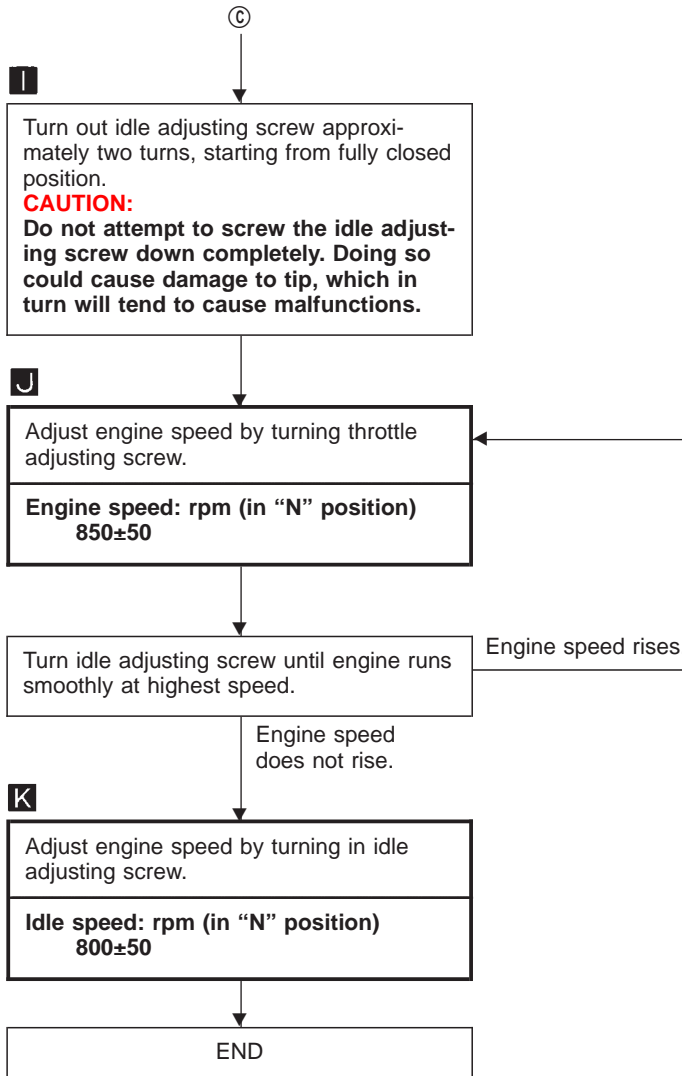 ©
I
Turn out idle adjusting screw approxi-
mately two turns, starting from fully closed
position.
CAUTION:
Do not attempt to screw the idle adjust-
ing screw down completely. Doing so
could cause damage to tip, which in
turn will tend to cause malfunctions.
J
Adjust engine speed by turning throttle
adjusting screw.
Engine speed: rpm (in “N” position)
850±50
Turn idle adjusting screw until engine runs
smoothly at highest speed.
Engine speed rises
Engine speed
does not rise.
K
Adjust engine speed by turning in idle
adjusting screw.
Idle speed: rpm (in “N” position)
800±50
END